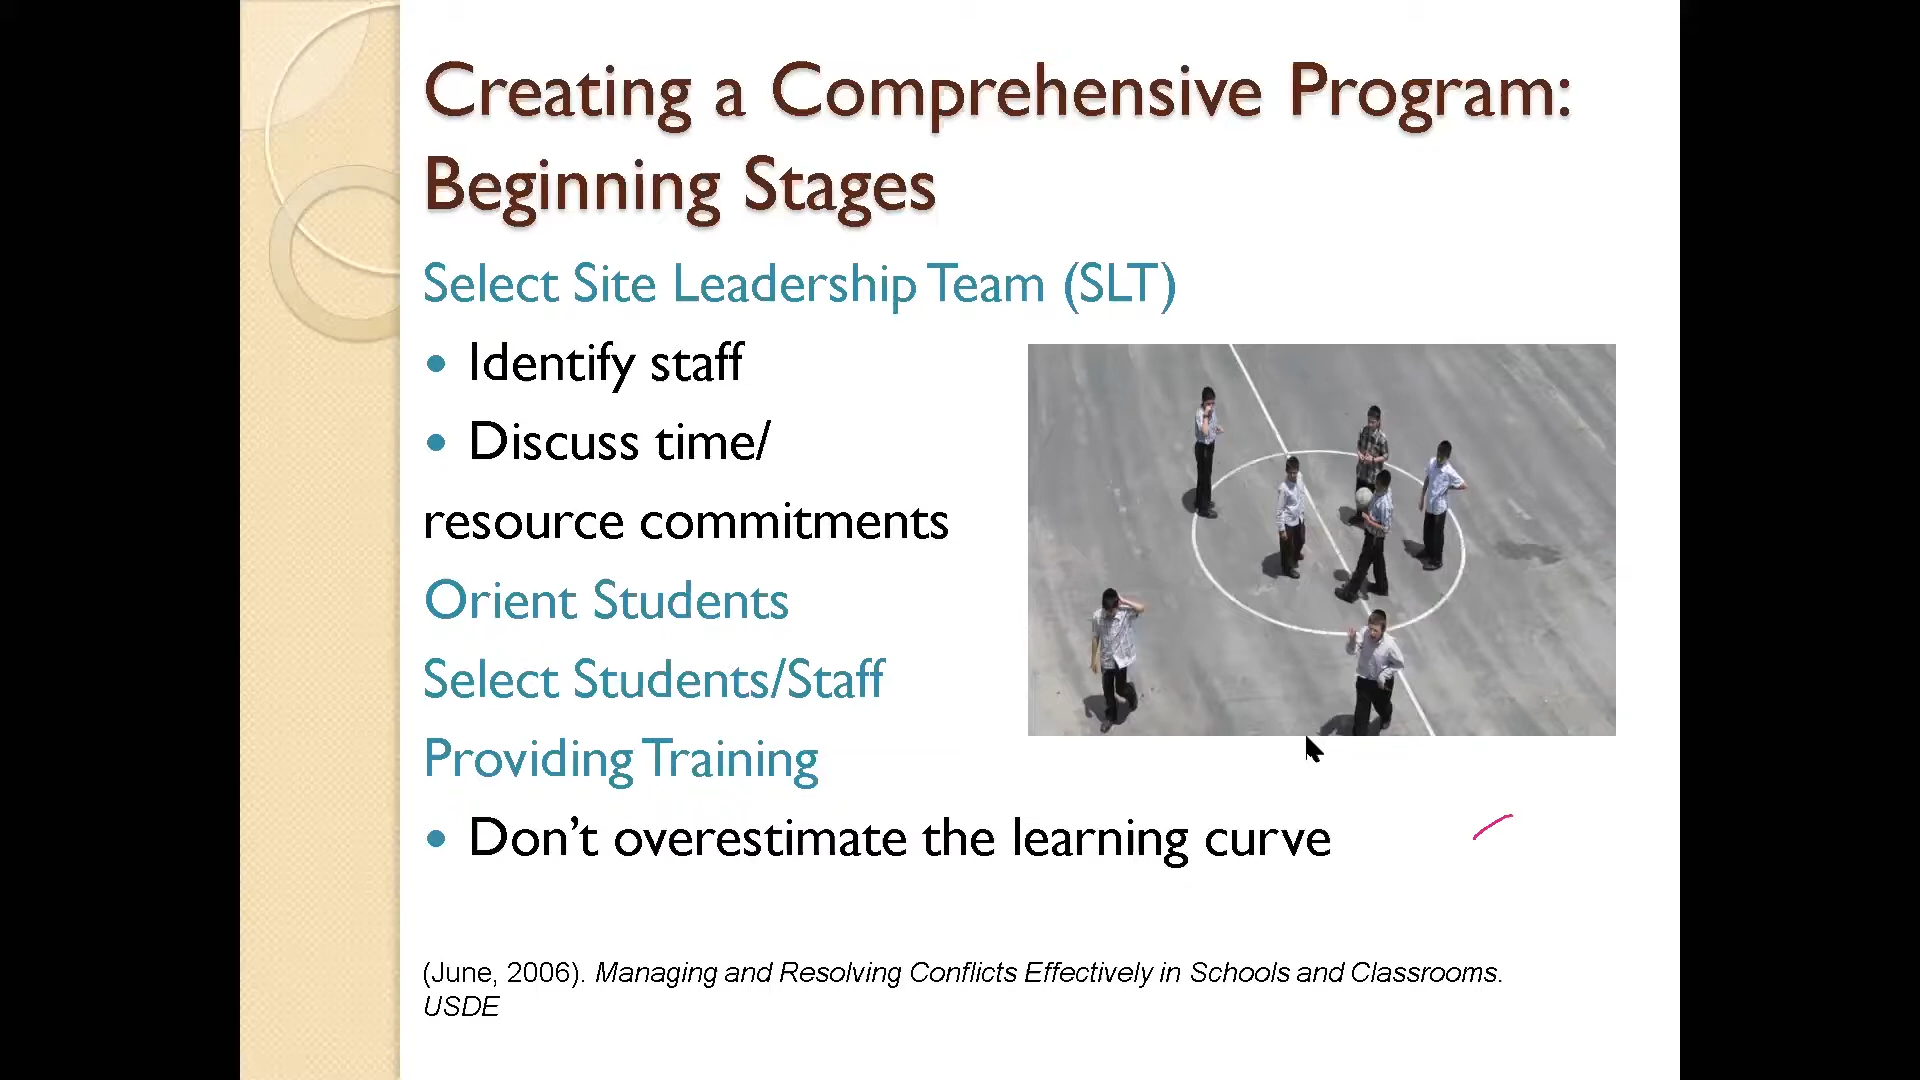 Creating a Comprehensive Program:
Beginning Stages
Select Site Leadership Team (SLT)
• Identify staff
• Discuss time/
resource commitments
Orient Students
Select Students/Staff
Providing Training
• Don’t overestimate the learning curve
(June, 2006). Managing and Resolving Conflicts Effectively in Schools and Classrooms.
USDE